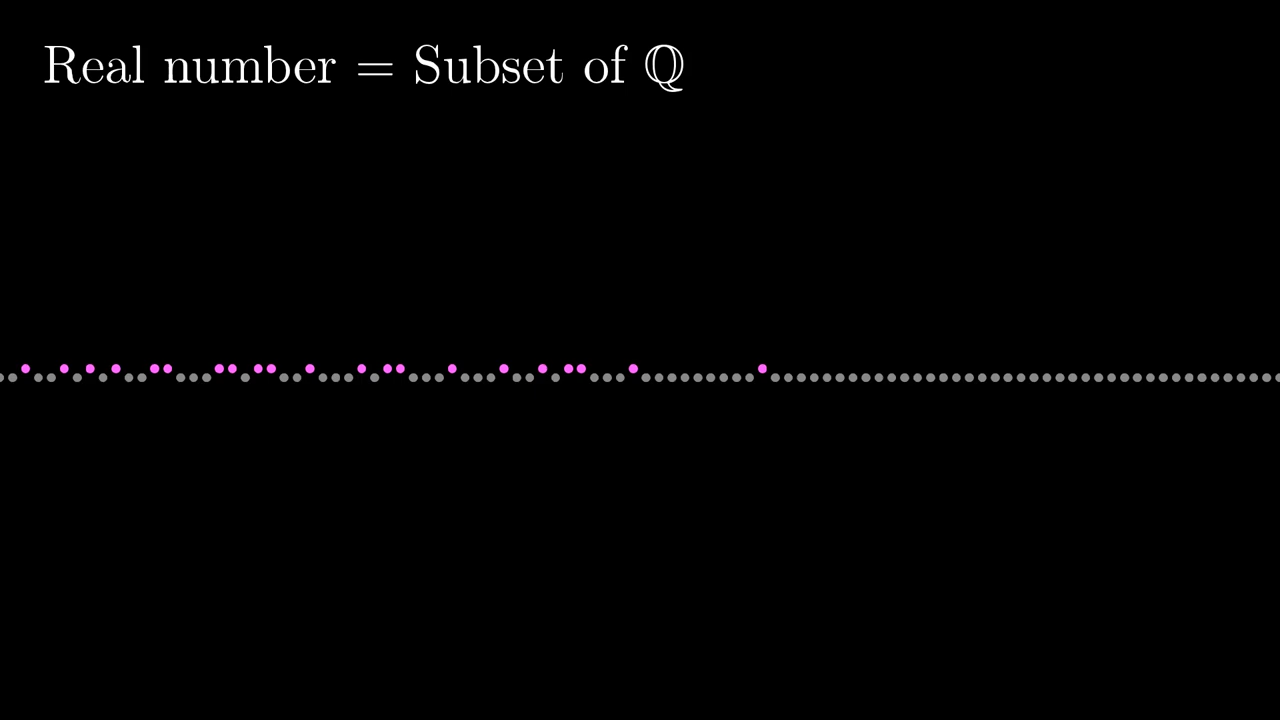 Real number = Subset of ℚ